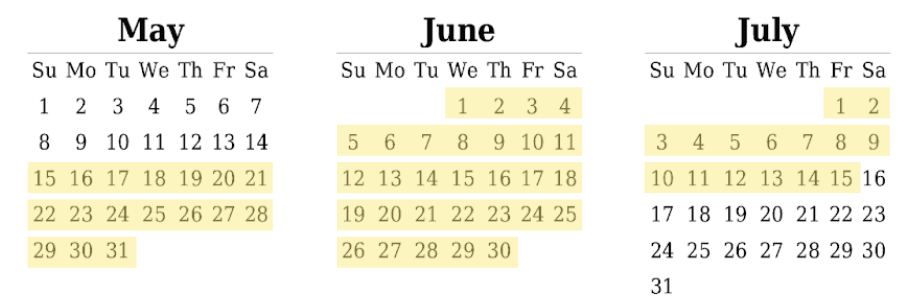 May
Su Mo Tu We Th Fr Sa
1 2 3 4 5 6 7
8 9 10 11 12 13 14
15 16 17 18 19 20 21
22 23 24 25 26 27 28
29 30 31
June
Su Mo Tu We Th Fr Sa
1 2 3 4
5 6 7 8 9 10 11
12 13 14 15 16 17 18
19 20 21 22 23 24 25
26 27 28 29 30
July
Su Mo Tu We Th Fr Sa
1 2
3 4 5 6 7 8 9
10 11 12 13 14 15 16
17 18 19 20 21 22 23
24 25 26 27 28 29 30
31